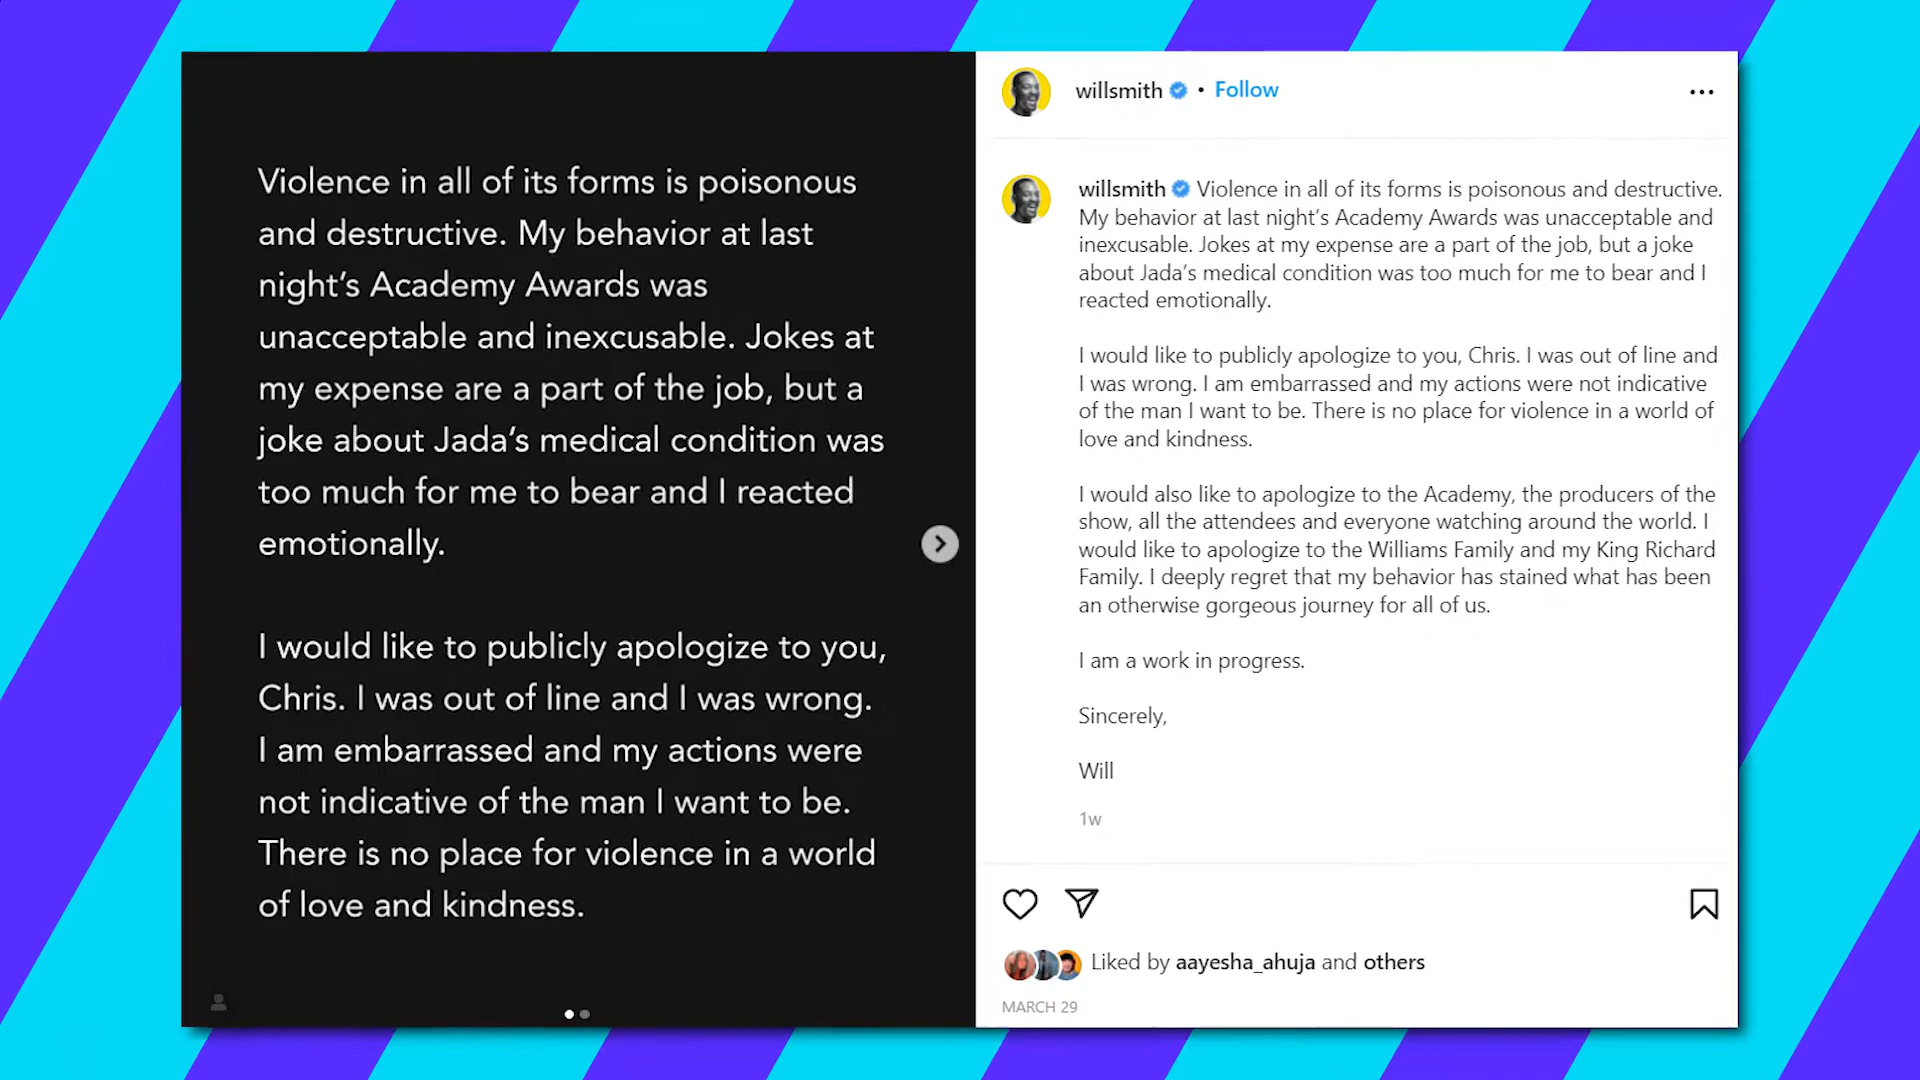 Violence in all of its forms is poisonous
and destructive. My behavior at last
night’s Academy Awards was
unacceptable and inexcusable. Jokes at
my expense are a part of the job, but a
joke about Jada’s medical condition was
too much for me to bear and I reacted
emotionally.
I would like to publicly apologize to you,
Chris. I was out of line and I was wrong.
I am embarrassed and my actions were
not indicative of the man I want to be.
There is no place for violence in a world
of love and kindness.
willsmith • Follow
willsmith Violence in all of its forms is poisonous and destructive.
My behavior at last night’s Academy Awards was unacceptable and
inexcusable. Jokes at my expense are a part of the job, but a joke
about Jada’s medical condition was too much for me to bear and I
reacted emotionally.
I would like to publicly apologize to you, Chris. I was out of line and
I was wrong. I am embarrassed and my actions were not indicative
of the man I want to be. There is no place for violence in a world of
love and kindness.
I would also like to apologize to the Academy, the producers of the
show, all the attendees and everyone watching around the world. I
would like to apologize to the Williams Family and my King Richard
Family. I deeply regret that my behavior has stained what has been
an otherwise gorgeous journey for all of us.
I am a work in progress.
Sincerely,
Will
1w
Liked by aayesha_ahuja and others
MARCH 29